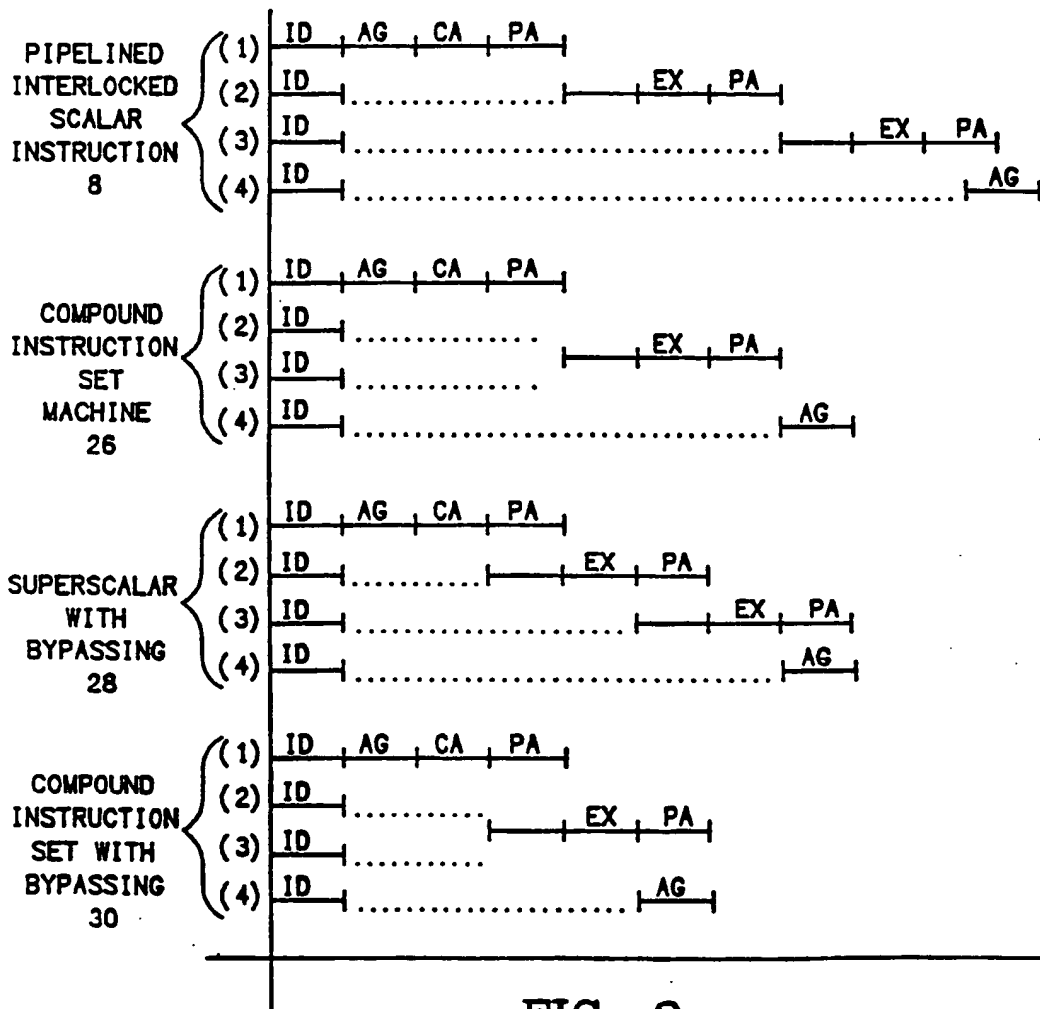 PIPELINED
INTERLOCKED
SCALAR
INSTRUCTION
8
(1) ID AG CA PA
(2) ID EX PA
(3) ID EX PA
(4) ID AG
COMPOUND
INSTRUCTION
SET
MACHINE
26
(1) ID AG CA PA
(2) ID
EX PA
(3) ID
(4) ID AG
SUPERSCALAR
WITH
BYPASSING
28
(1) ID AG CA PA
(2) ID EX PA
(3) ID EX PA
(4) ID AG
COMPOUND
INSTRUCTION
SET WITH
BYPASSING
30
(1) ID AG CA PA
(2) ID
EX PA
(3) ID
(4) ID AG
FIG